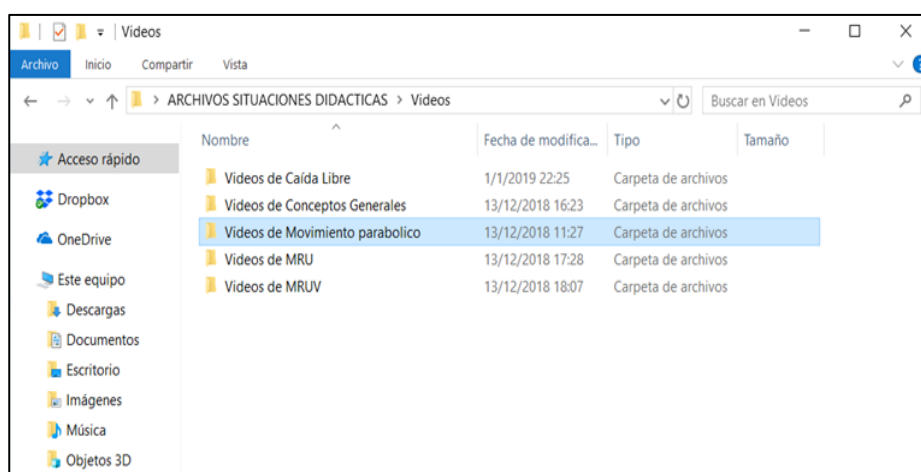 Videos
Archivo Inicio Compartir Vista
ARCHIVOS SITUACIONES DIDACTICAS > Videos Buscar en Videos
Nombre Fecha de modifica... Tipo Tamaño
Acceso rápido
Videos de Caída Libre 1/1/2019 22:25 Carpeta de archivos
Dropbox
Videos de Conceptos Generales 13/12/2018 16:23 Carpeta de archivos
Videos de Movimiento parabolico 13/12/2018 11:27 Carpeta de archivos
OneDrive
Videos de MRU 13/12/2018 17:28 Carpeta de archivos
Este equipo
Videos de MRUV 13/12/2018 18:07 Carpeta de archivos
Descargas
Documentos
Escritorio
Imágenes
Música
Objetos 3D